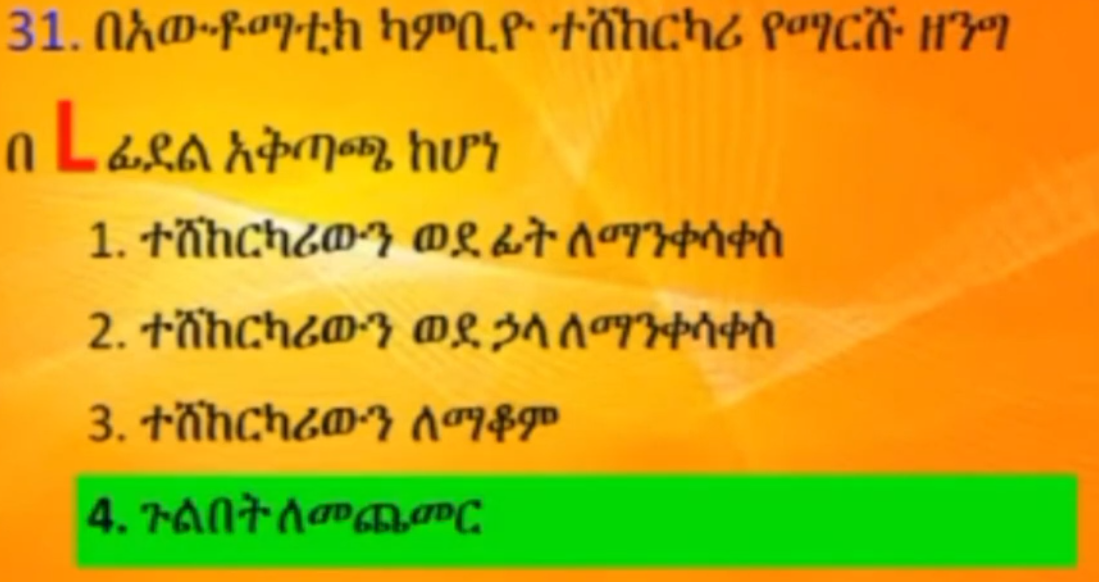 31. በአውቶማቲክ ካምቢዮ ተሽከርካሪ የማርሹ ዘንግ
በ L ፊደል አቅጣጫ ከሆነ
1. ተሽከርካሪውን ወደ ፊት ለማንቀሳቀስ
2. ተሽከርካሪውን ወደ ኃላ ለማንቀሳቀስ
3. ተሽከርካሪውን ለማቆም
4. ጉልበት ለመጨመር